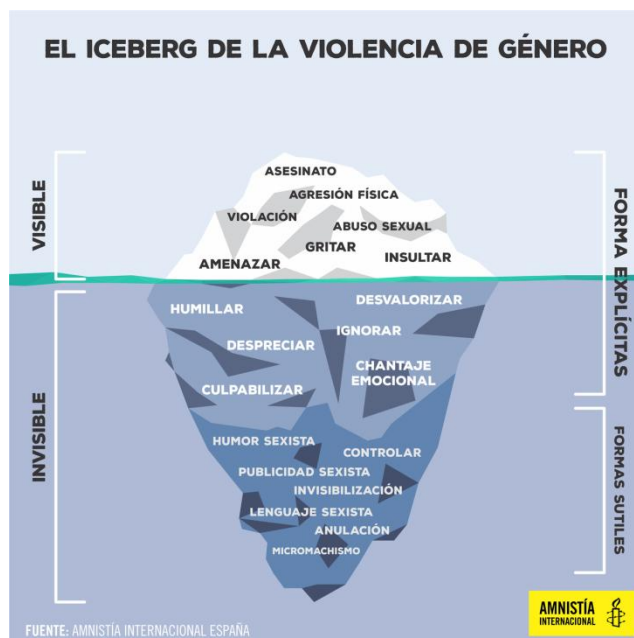 EL ICEBERG DE LA VIOLENCIA DE GÉNERO
VISIBLE
ASESINATO
AGRESIÓN FÍSICA
VIOLACIÓN
ABUSO SEXUAL
GRITAR
AMENAZAR
INSULTAR
FORMA EXPLÍCITAS
INVISIBLE
HUMILLAR
DESVALORIZAR
IGNORAR
DESPRECIAR
CHANTAJE
EMOCIONAL
CULPABILIZAR
HUMOR SEXISTA
CONTROLAR
PUBLICIDAD SEXISTA
INVISIBILIZACIÓN
LENGUAJE SEXISTA
ANULACIÓN
MICROMACHISMO
FORMAS SUTILES
FUENTE: AMNISTÍA INTERNACIONAL ESPAÑA
AMNISTÍA
INTERNACIONAL